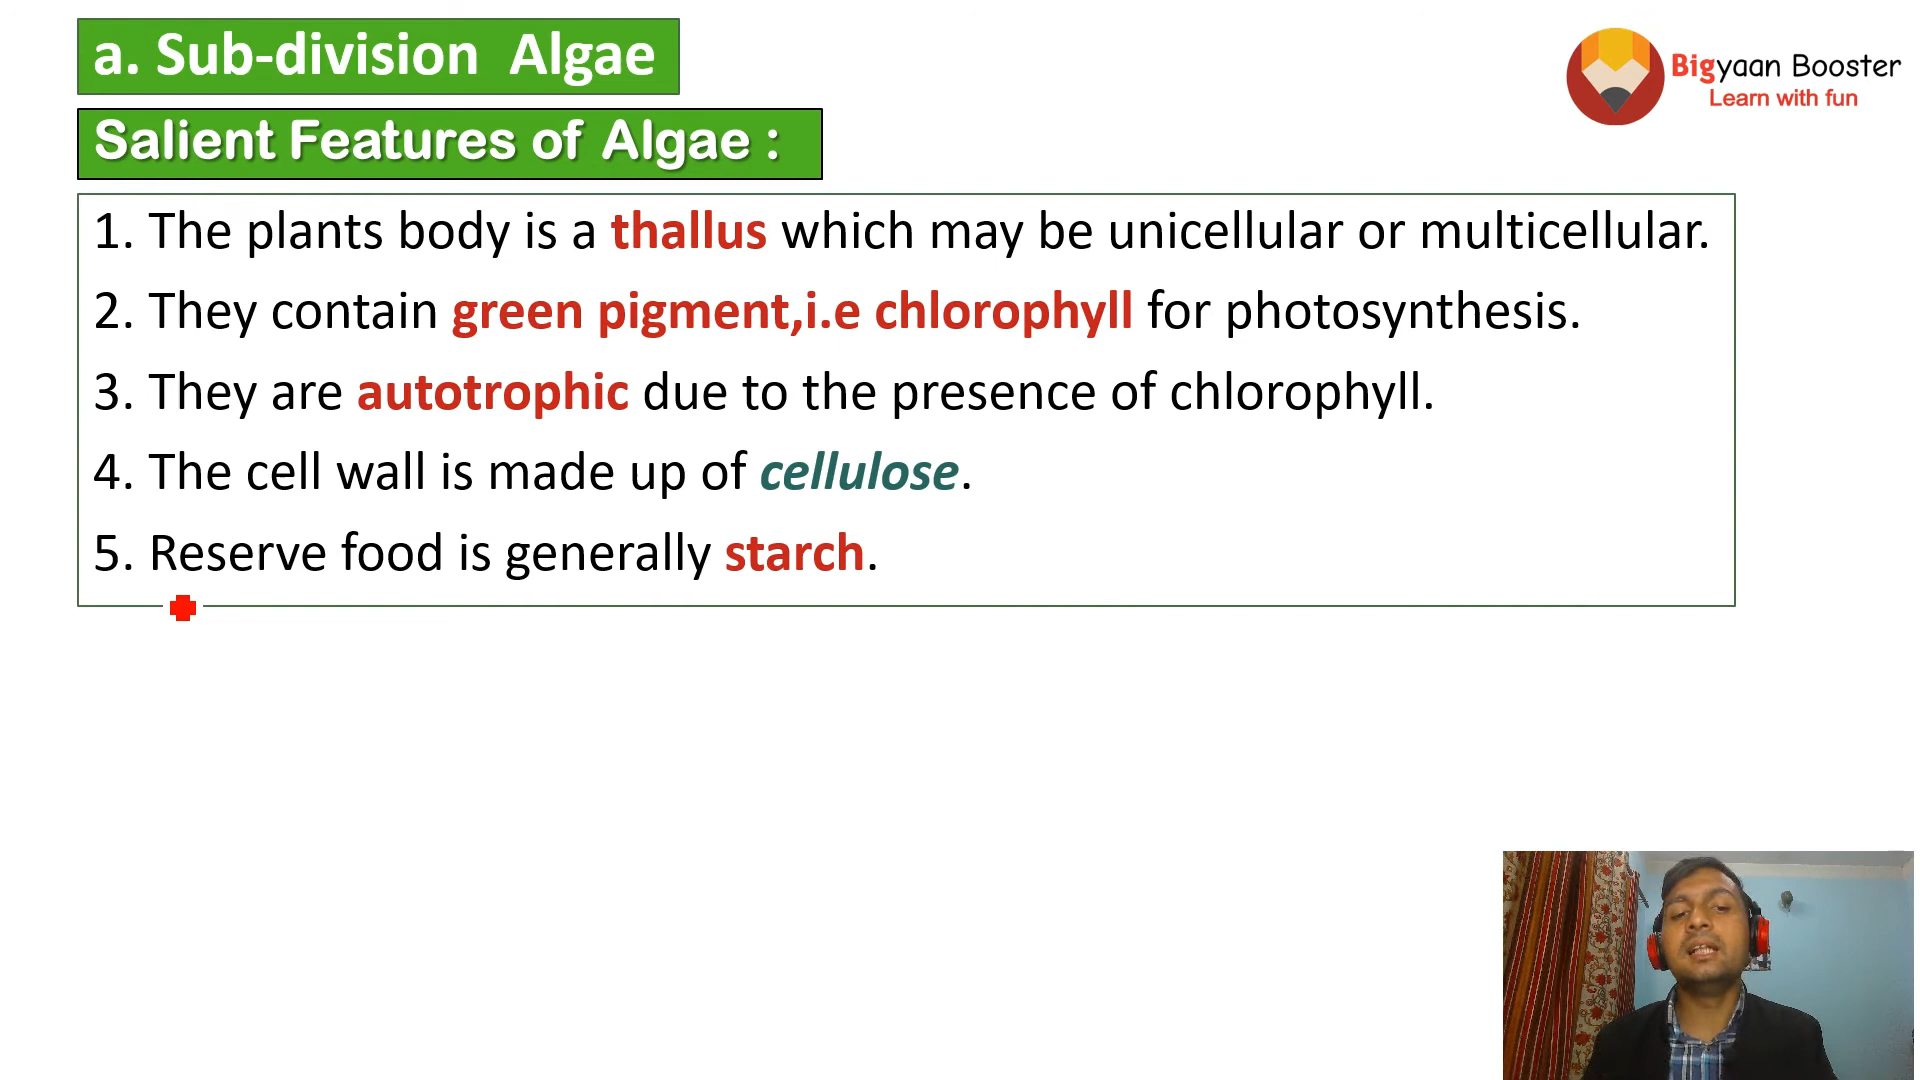 a. Sub-division Algae
Bigyaan Booster
Learn with fun
Salient Features of Algae :
1. The plants body is a thallus which may be unicellular or multicellular.
2. They contain green pigment,i.e chlorophyll for photosynthesis.
3. They are autotrophic due to the presence of chlorophyll.
4. The cell wall is made up of cellulose.
5. Reserve food is generally starch.